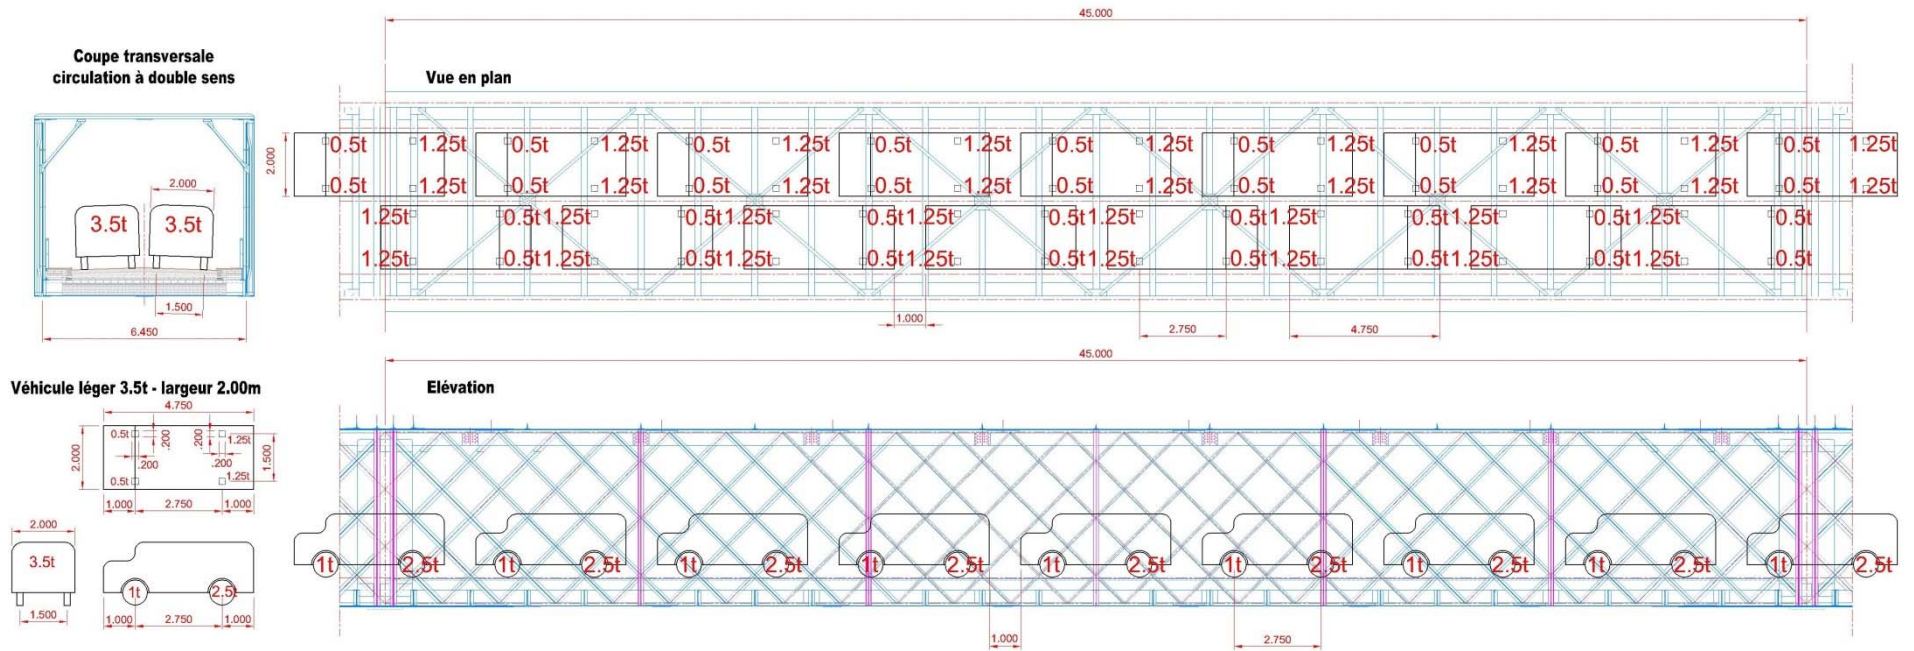 45.000
Coupe transversale
circulation à double sens
2.000
3.5t 3.5t
1.500
6.450
Vue en plan
2.000
0.5t 1.25t 0.5t 1.25t 0.5t 1.25t 0.5t 1.25t 0.5t 1.25t 0.5t 1.25t 0.5t 1.25t 0.5t 1.25t 0.5t 1.25t
0.5t 1.25t 0.5t 1.25t 0.5t 1.25t 0.5t 1.25t 0.5t 1.25t 0.5t 1.25t 0.5t 1.25t 0.5t 1.25t 0.5t 1.25t
1.25t 0.5t 1.25t 0.5t 1.25t 0.5t 1.25t 0.5t 1.25t 0.5t 1.25t 0.5t 1.25t 0.5t 1.25t 0.5t
1.25t 0.5t 1.25t 0.5t 1.25t 0.5t 1.25t 0.5t 1.25t 0.5t 1.25t 0.5t 1.25t 0.5t 1.25t 0.5t
1.000 2.750 4.750
45.000
Véhicule léger 3.5t - largeur 2.00m
4.750
2.000
0.5t .200 .200 1.25t
.200 .200 1.500
0.5t 1.25t
1.000 2.750 1.000
2.000
3.5t
1.500
1t 2.5t
1.000 2.750 1.000
Elévation
1t 2.5t 1t 2.5t 1t 2.5t 1t 2.5t 1t 2.5t 1t 2.5t 1t 2.5t 1t 2.5t 1t 2.5t
1.000 2.750